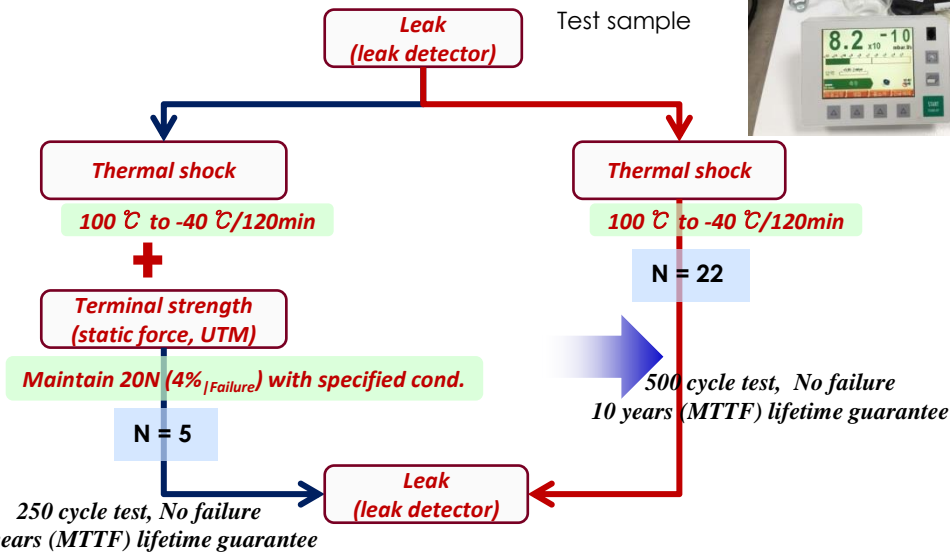 Leak
(leak detector)
Test sample
8.2 x10 -10
mbar l/s
START
Thermal shock
100 ℃ to -40 ℃/120min
Terminal strength
(static force, UTM)
Maintain 20N (4%|Failure) with specified cond.
N = 5
250 cycle test, No failure
ears (MTTF) lifetime guarantee
Thermal shock
100 ℃ to -40 ℃/120min
N = 22
500 cycle test, No failure
10 years (MTTF) lifetime guarantee
Leak
(leak detector)